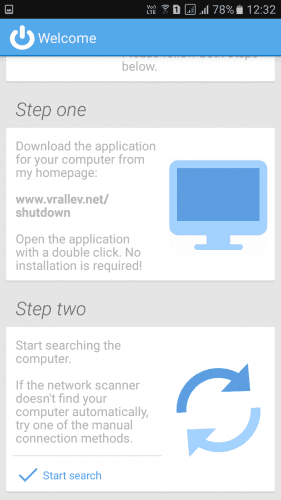 Vo)) LTE 1 78% 12:32
Welcome
below.
Step one
Download the application
for your computer from
my homepage:
www.vrallev.net/
shutdown
Open the application
with a double click. No
installation is required!
Step two
Start searching the
computer.
If the network scanner
doesn't find your
computer automatically,
try one of the manual
connection methods.
Start search